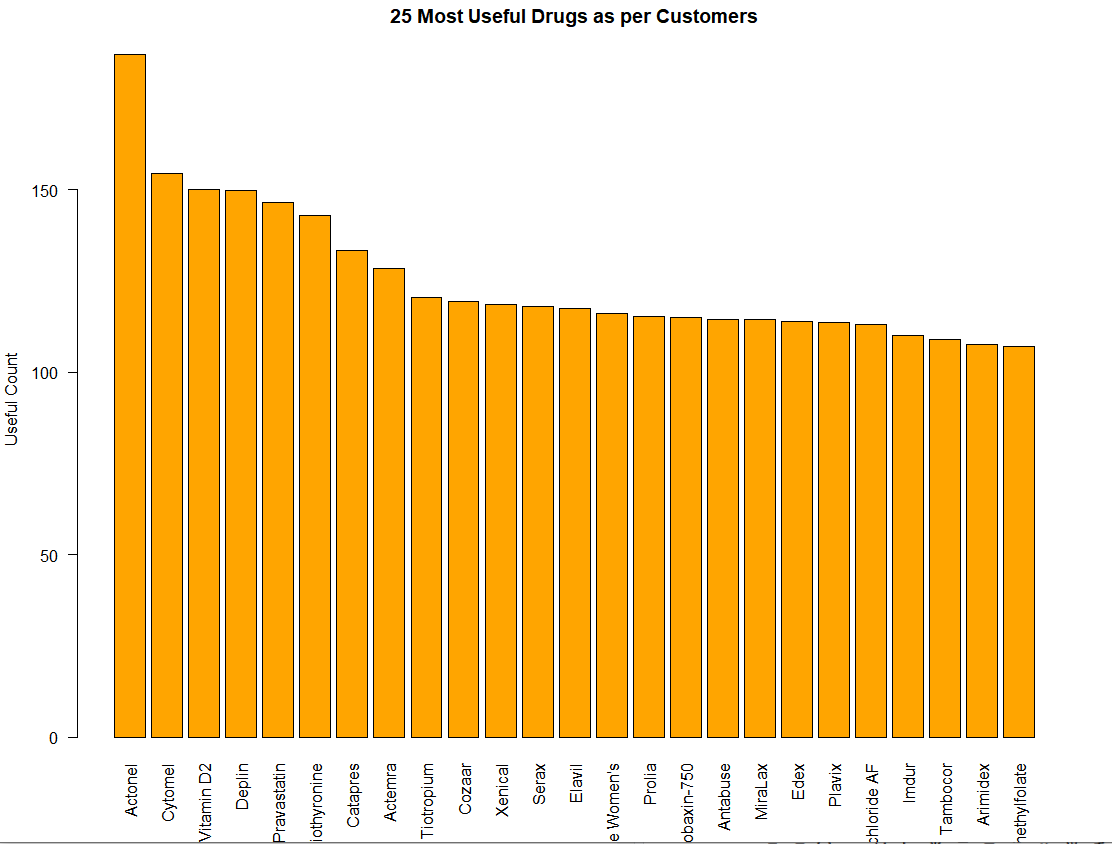 25 Most Useful Drugs as per Customers
Useful Count
150
100
50
0
Actonel
Cytomel
Vitamin D2
Deplin
Pravastatin
iothyronine
Catapres
Actemra
Tiotropium
Cozaar
Xenical
Serax
Elavil
e Women's
Prolia
obaxin-750
Antabuse
MiraLax
Edex
Plavix
chloride AF
Imdur
Tambocor
Arimidex
nethylfolate